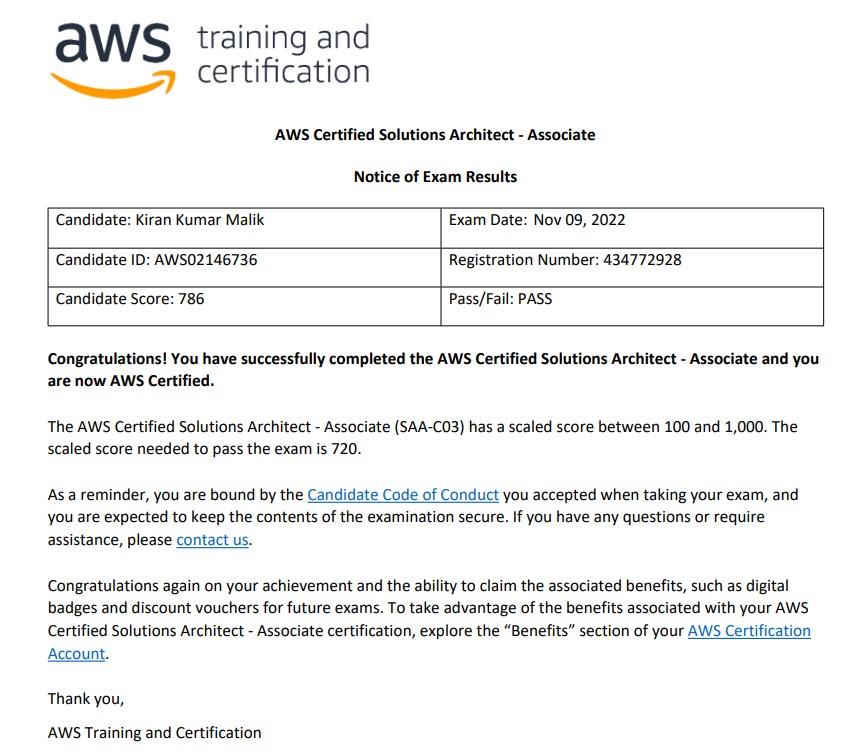 aws training and
certification
AWS Certified Solutions Architect - Associate
Notice of Exam Results
Candidate: Kiran Kumar Malik
Exam Date: Nov 09, 2022
Candidate ID: AWS02146736
Registration Number: 434772928
Candidate Score: 786
Pass/Fail: PASS
Congratulations! You have successfully completed the AWS Certified Solutions Architect - Associate and you
are now AWS Certified.
The AWS Certified Solutions Architect - Associate (SAA-C03) has a scaled score between 100 and 1,000. The
scaled score needed to pass the exam is 720.
As a reminder, you are bound by the Candidate Code of Conduct you accepted when taking your exam, and
you are expected to keep the contents of the examination secure. If you have any questions or require
assistance, please contact us.
Congratulations again on your achievement and the ability to claim the associated benefits, such as digital
badges and discount vouchers for future exams. To take advantage of the benefits associated with your AWS
Certified Solutions Architect - Associate certification, explore the “Benefits” section of your AWS Certification
Account.
Thank you,
AWS Training and Certification